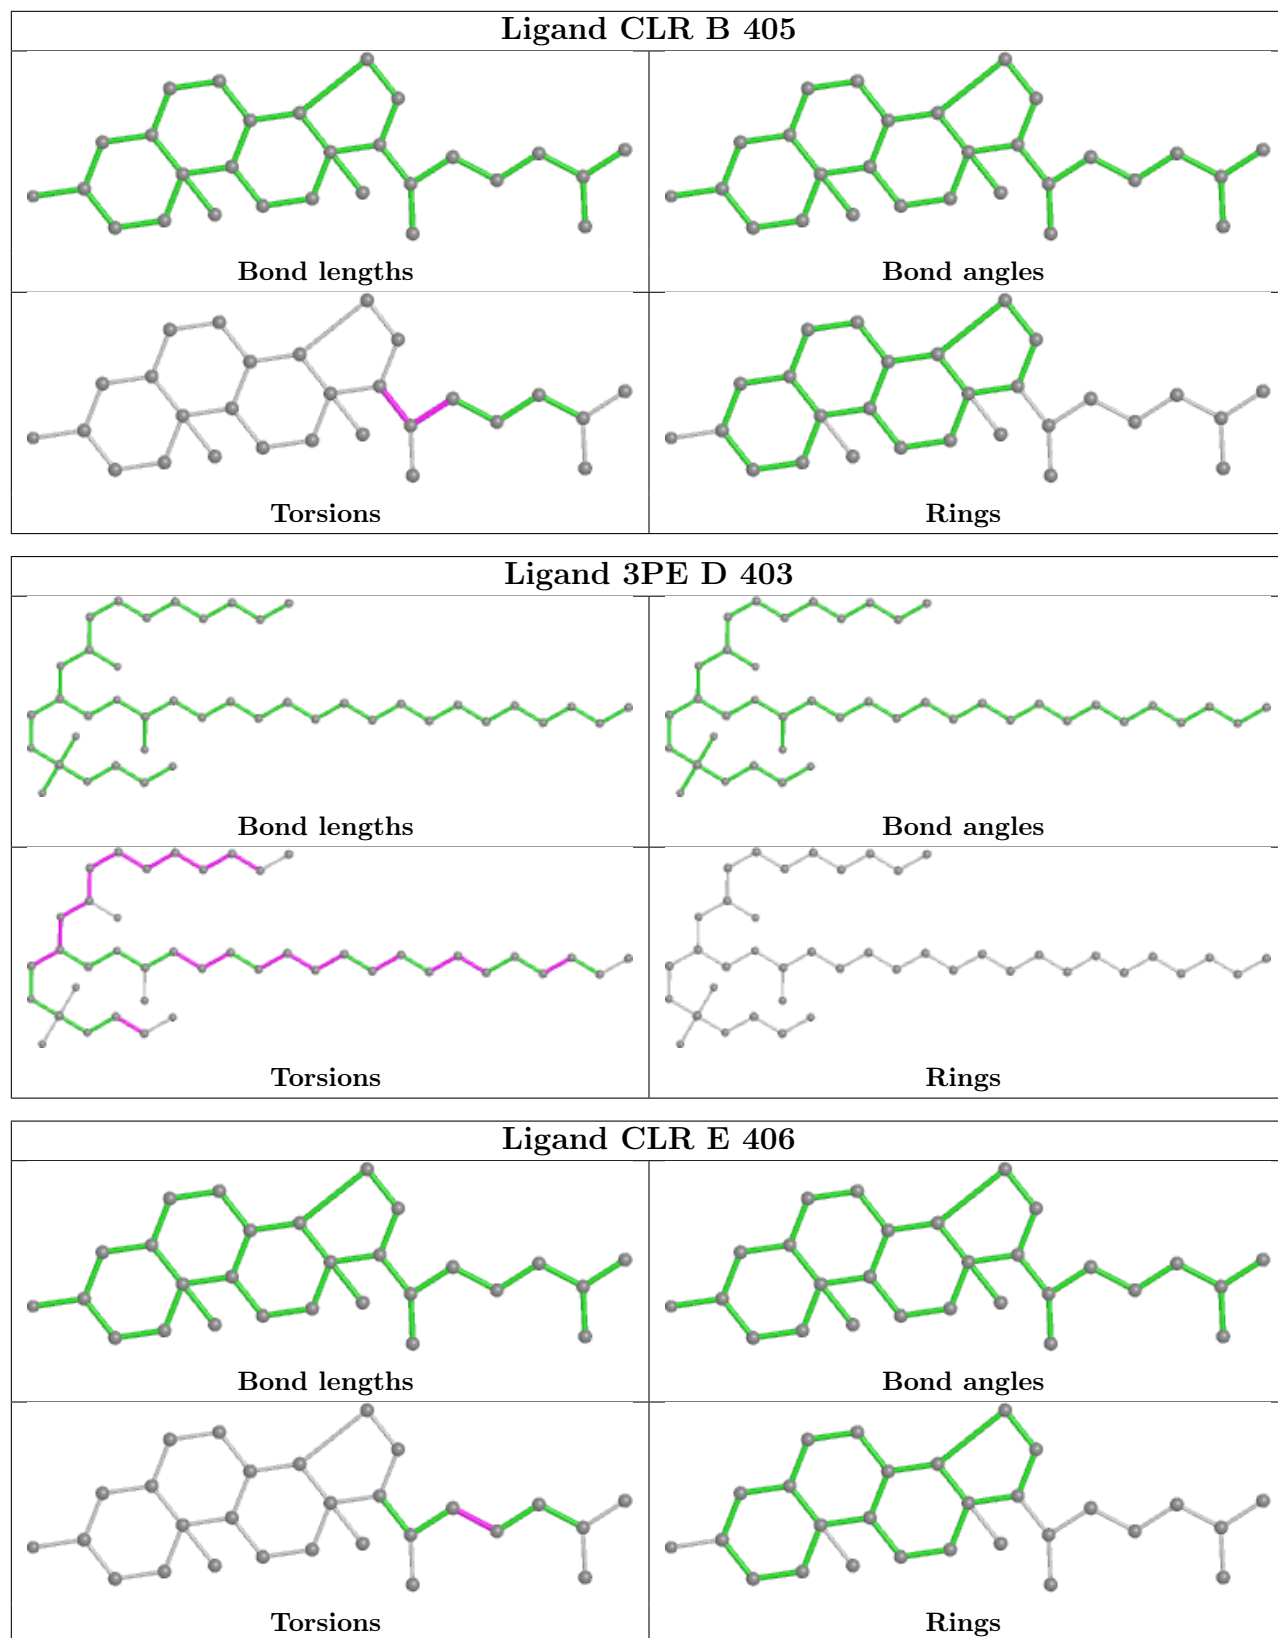 Ligand CLR B 405
Bond lengths
Bond angles
Torsions
Rings
Ligand 3PE D 403
Bond lengths
Bond angles
Torsions
Rings
Ligand CLR E 406
Bond lengths
Bond angles
Torsions
Rings